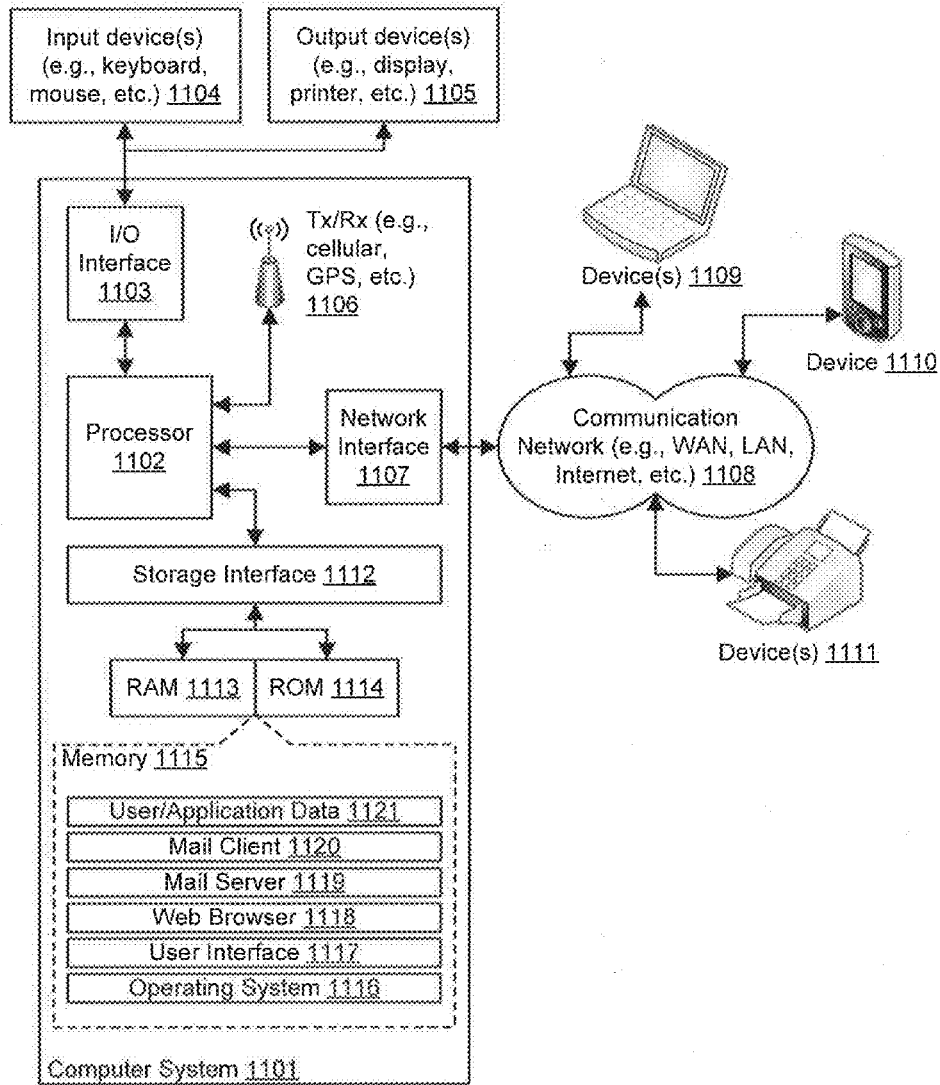 Input device(s)
(e.g., keyboard,
mouse, etc.) 1104
Output device(s)
(e.g., display,
printer, etc.) 1105
I/O
Interface
1103
Tx/Rx (e.g.,
cellular,
GPS, etc.)
1106
Device(s) 1109
Device 1110
Processor
1102
Network
Interface
1107
Communication
Network (e.g., WAN, LAN,
Internet, etc.) 1108
Storage Interface 1112
Device(s) 1111
RAM 1113
ROM 1114
Memory 1115
User/Application Data 1121
Mail Client 1120
Mail Server 1119
Web Browser 1118
User Interface 1117
Operating System 1116
Computer System 1101